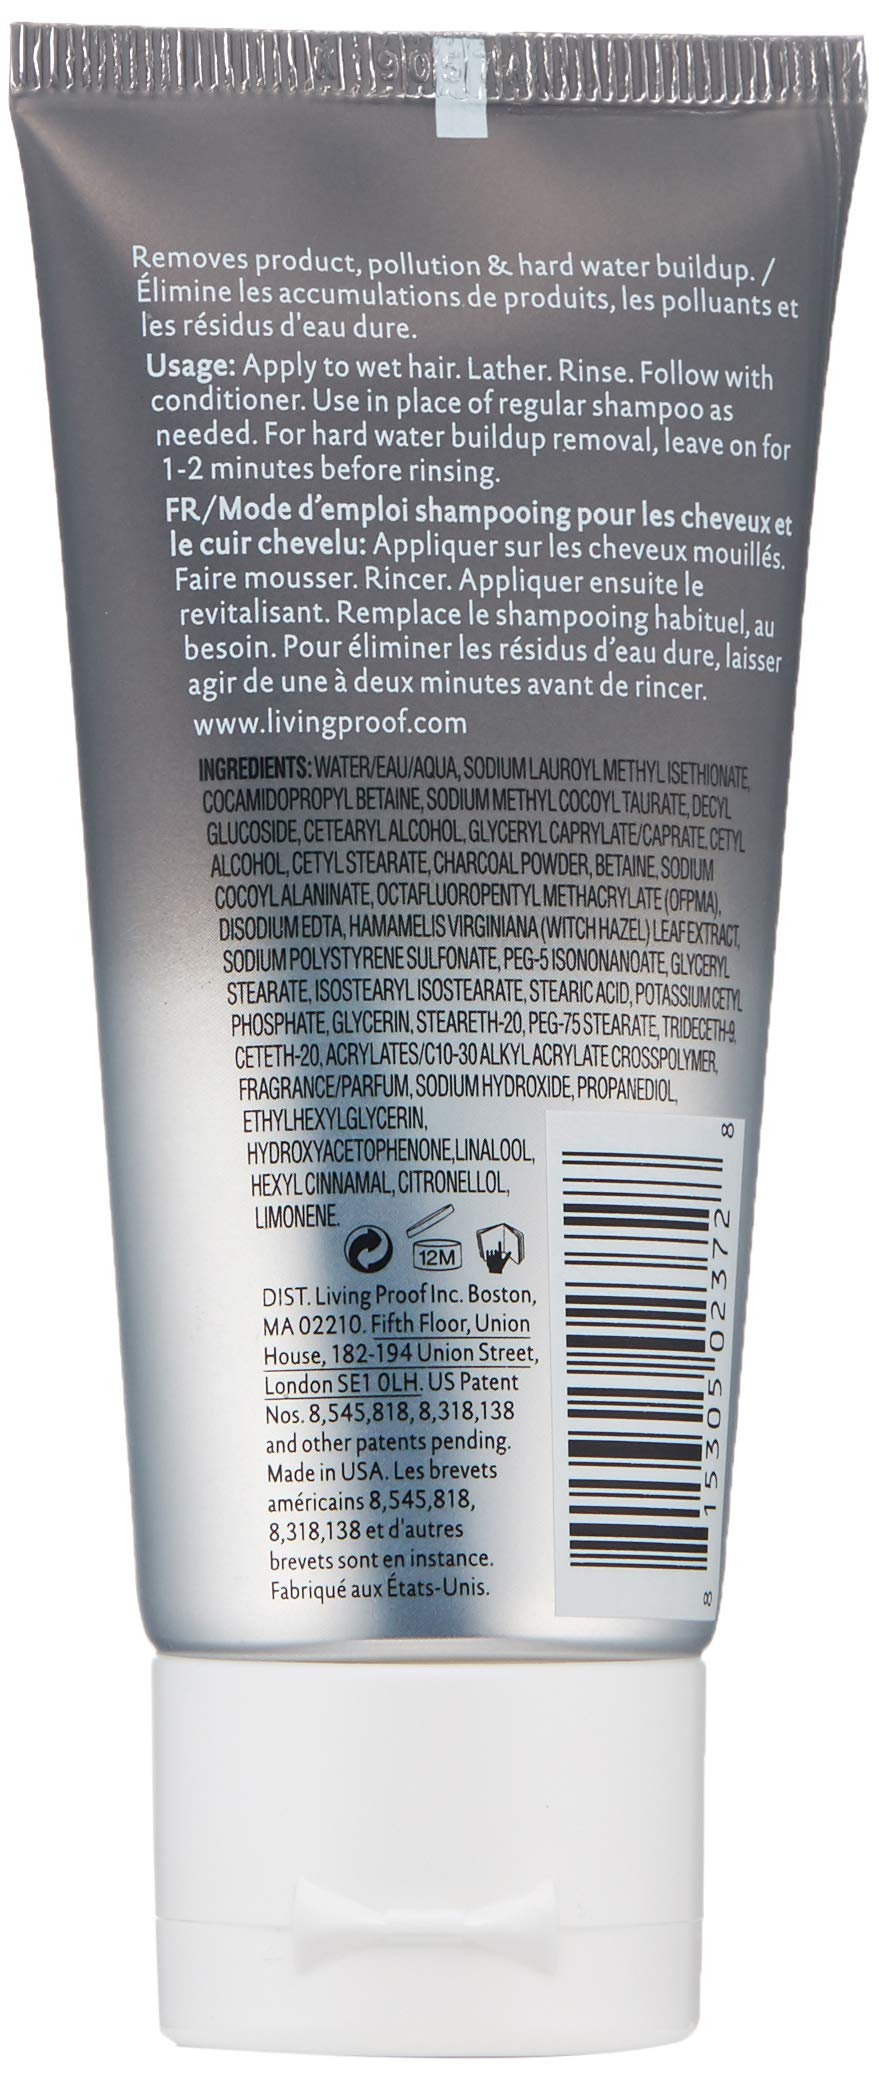 Removes product, pollution & hard water buildup. /
Élimine les accumulations de produits, les polluants et
les résidus d'eau dure.
Usage: Apply to wet hair. Lather. Rinse. Follow with
conditioner. Use in place of regular shampoo as
needed. For hard water buildup removal, leave on for
1-2 minutes before rinsing.
FR/Mode d'emploi shampooing pour les cheveux et
le cuir chevelu: Appliquer sur les cheveux mouillés.
Faire mousser. Rincer. Appliquer ensuite le
revitalisant. Remplace le shampooing habituel, au
besoin. Pour éliminer les résidus d'eau dure, laisser
agir de une à deux minutes avant de rincer.
www.livingproof.com
INGREDIENTS: WATER/EAU/AQUA, SODIUM LAUROYL METHYL ISETHIONATE,
COCAMIDOPROPYL BETAINE, SODIUM METHYL COCOYL TAURATE, DECYL
GLUCOSIDE, CETEARYL ALCOHOL, GLYCERYL CAPRYLATE/CAPRATE, CETYL
ALCOHOL, CETYL STEARATE, CHARCOAL POWDER, BETAINE, SODIUM
COCOYL ALANINATE, OCTAFLUOROPENTYL METHACRYLATE (OFPMA),
DISODIUM EDTA, HAMAMELIS VIRGINIANA (WITCH HAZEL) LEAF EXTRACT,
SODIUM POLYSTYRENE SULFONATE, PEG-5 ISONONANOATE, GLYCERYL
STEARATE, ISOSTEARYL ISOSTEARATE, STEARIC ACID, POTASSIUM CETYL
PHOSPHATE, GLYCERIN, STEARETH-20, PEG-75 STEARATE, TRIDECETH-9,
CETETH-20, ACRYLATES/C10-30 ALKYL ACRYLATE CROSSPOLYMER,
FRAGRANCE/PARFUM, SODIUM HYDROXIDE, PROPANEDIOL,
ETHYLHEXYLGLYCERIN,
HYDROXYACETOPHENONE, LINALOOL,
HEXYL CINNAMAL, CITRONELLOL,
LIMONENE.
12M
DIST. Living Proof Inc. Boston,
MA 02210. Fifth Floor, Union
House, 182-194 Union Street,
London SE1 0LH. US Patent
Nos. 8,545,818, 8,318,138
and other patents pending.
Made in USA. Les brevets
américains 8,545,818,
8,318,138 et d'autres
brevets sont en instance.
Fabriqué aux États-Unis.
8 15305 02372 8